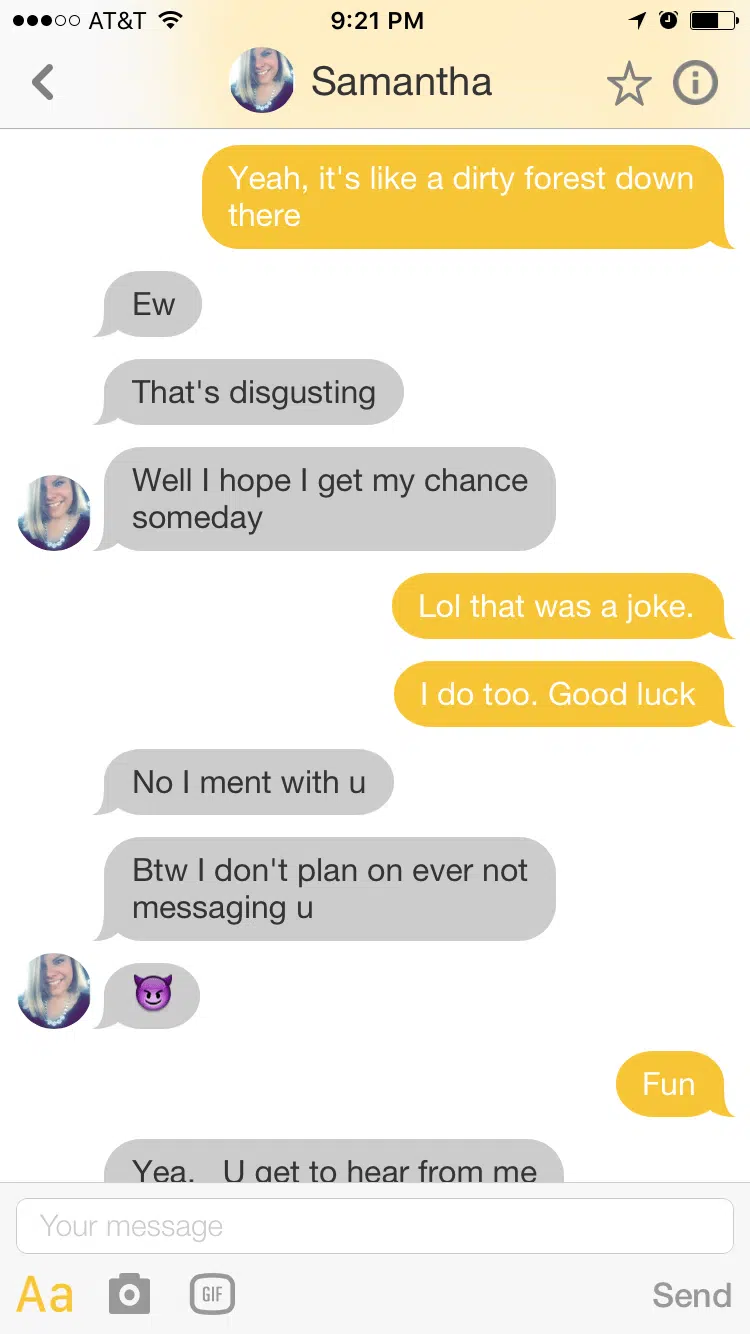 AT&T 9:21 PM
Samantha
Yeah, it's like a dirty forest down
there
Ew
That's disgusting
Well I hope I get my chance
someday
Lol that was a joke.
I do too. Good luck
No I ment with u
Btw I don't plan on ever not
messaging u
Fun
Yea. U get to hear from me
Your message
Aa GIF Send